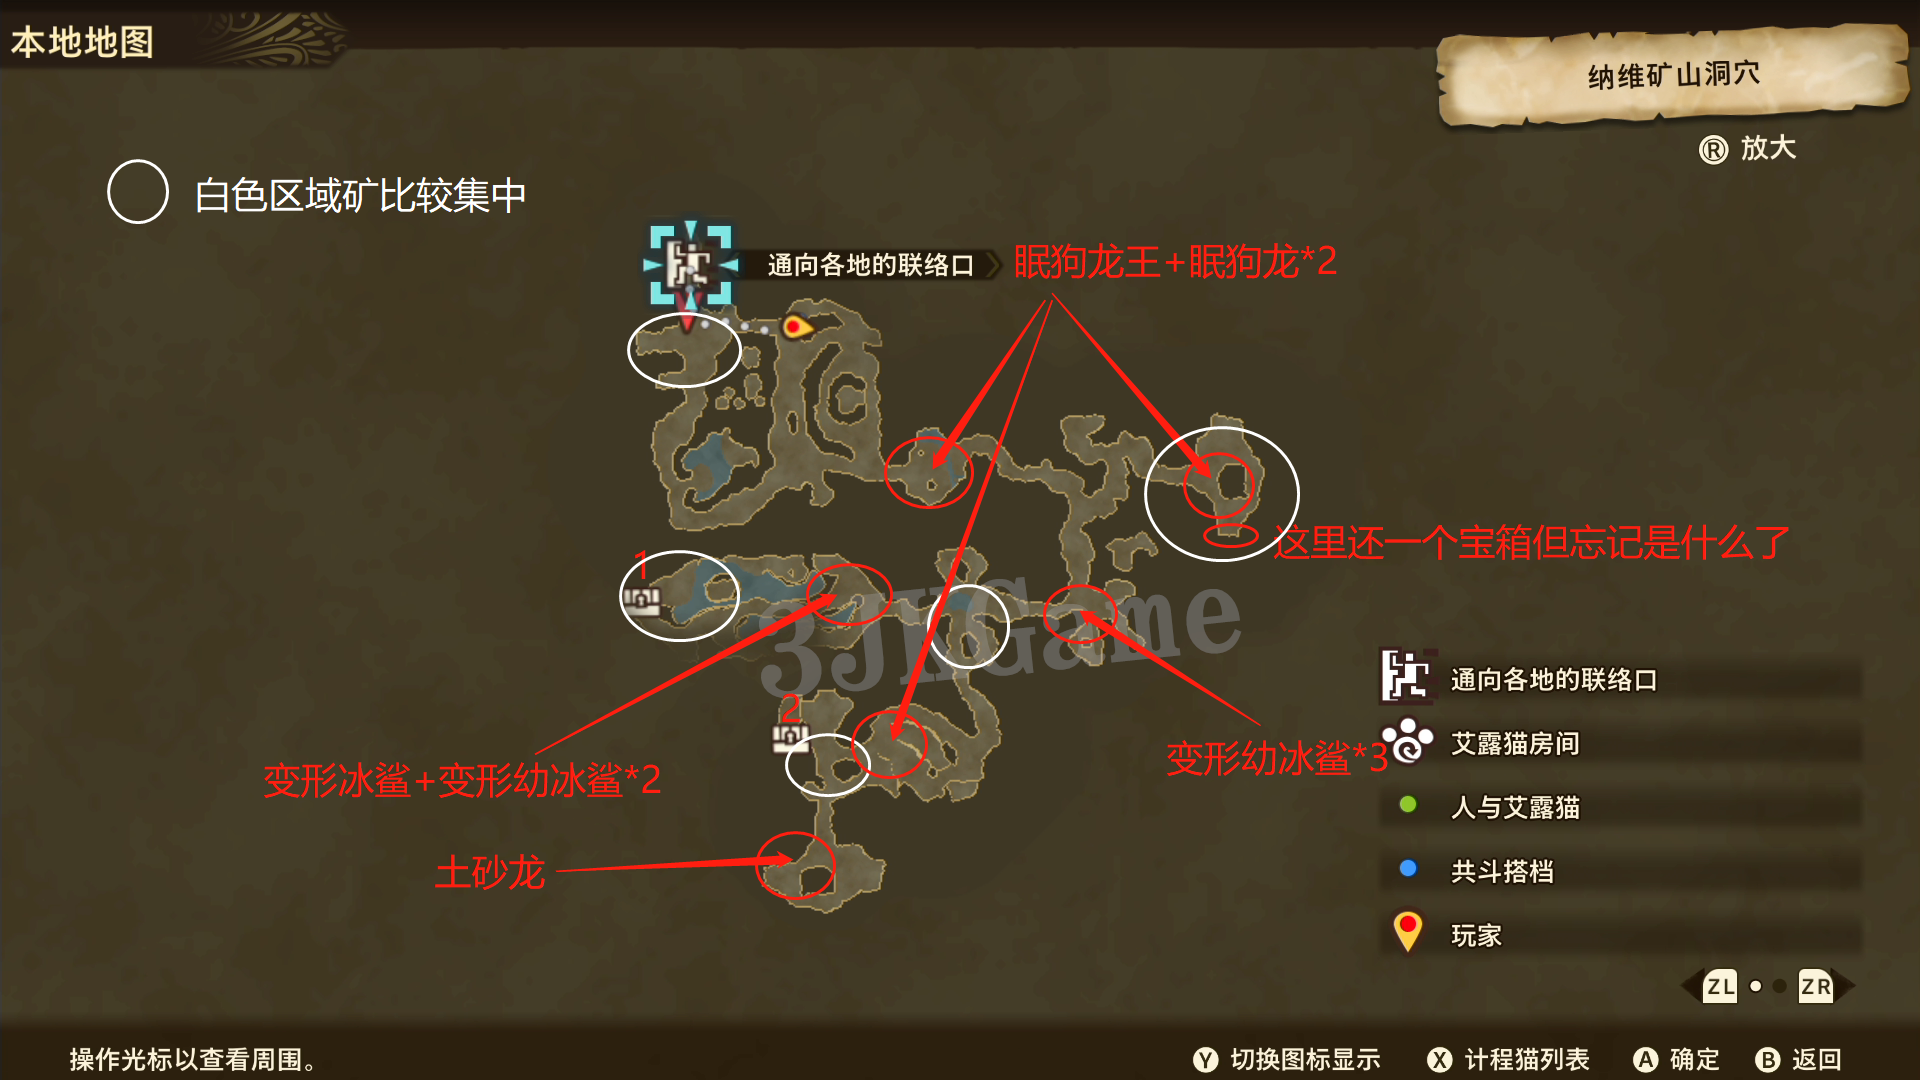 本地地图
纳维矿山洞穴
R 放大
白色区域矿比较集中
通向各地的联络口
眠狗龙王+眠狗龙*2
这里还一个宝箱但忘记是什么了
1
3JKGame
2
变形冰鲨+变形幼冰鲨*2
变形幼冰鲨*3
土砂龙
通向各地的联络口
艾露猫房间
人与艾露猫
共斗搭档
玩家
ZL ZR
操作光标以查看周围。
Y 切换图标显示 X 计程猫列表 A 确定 B 返回